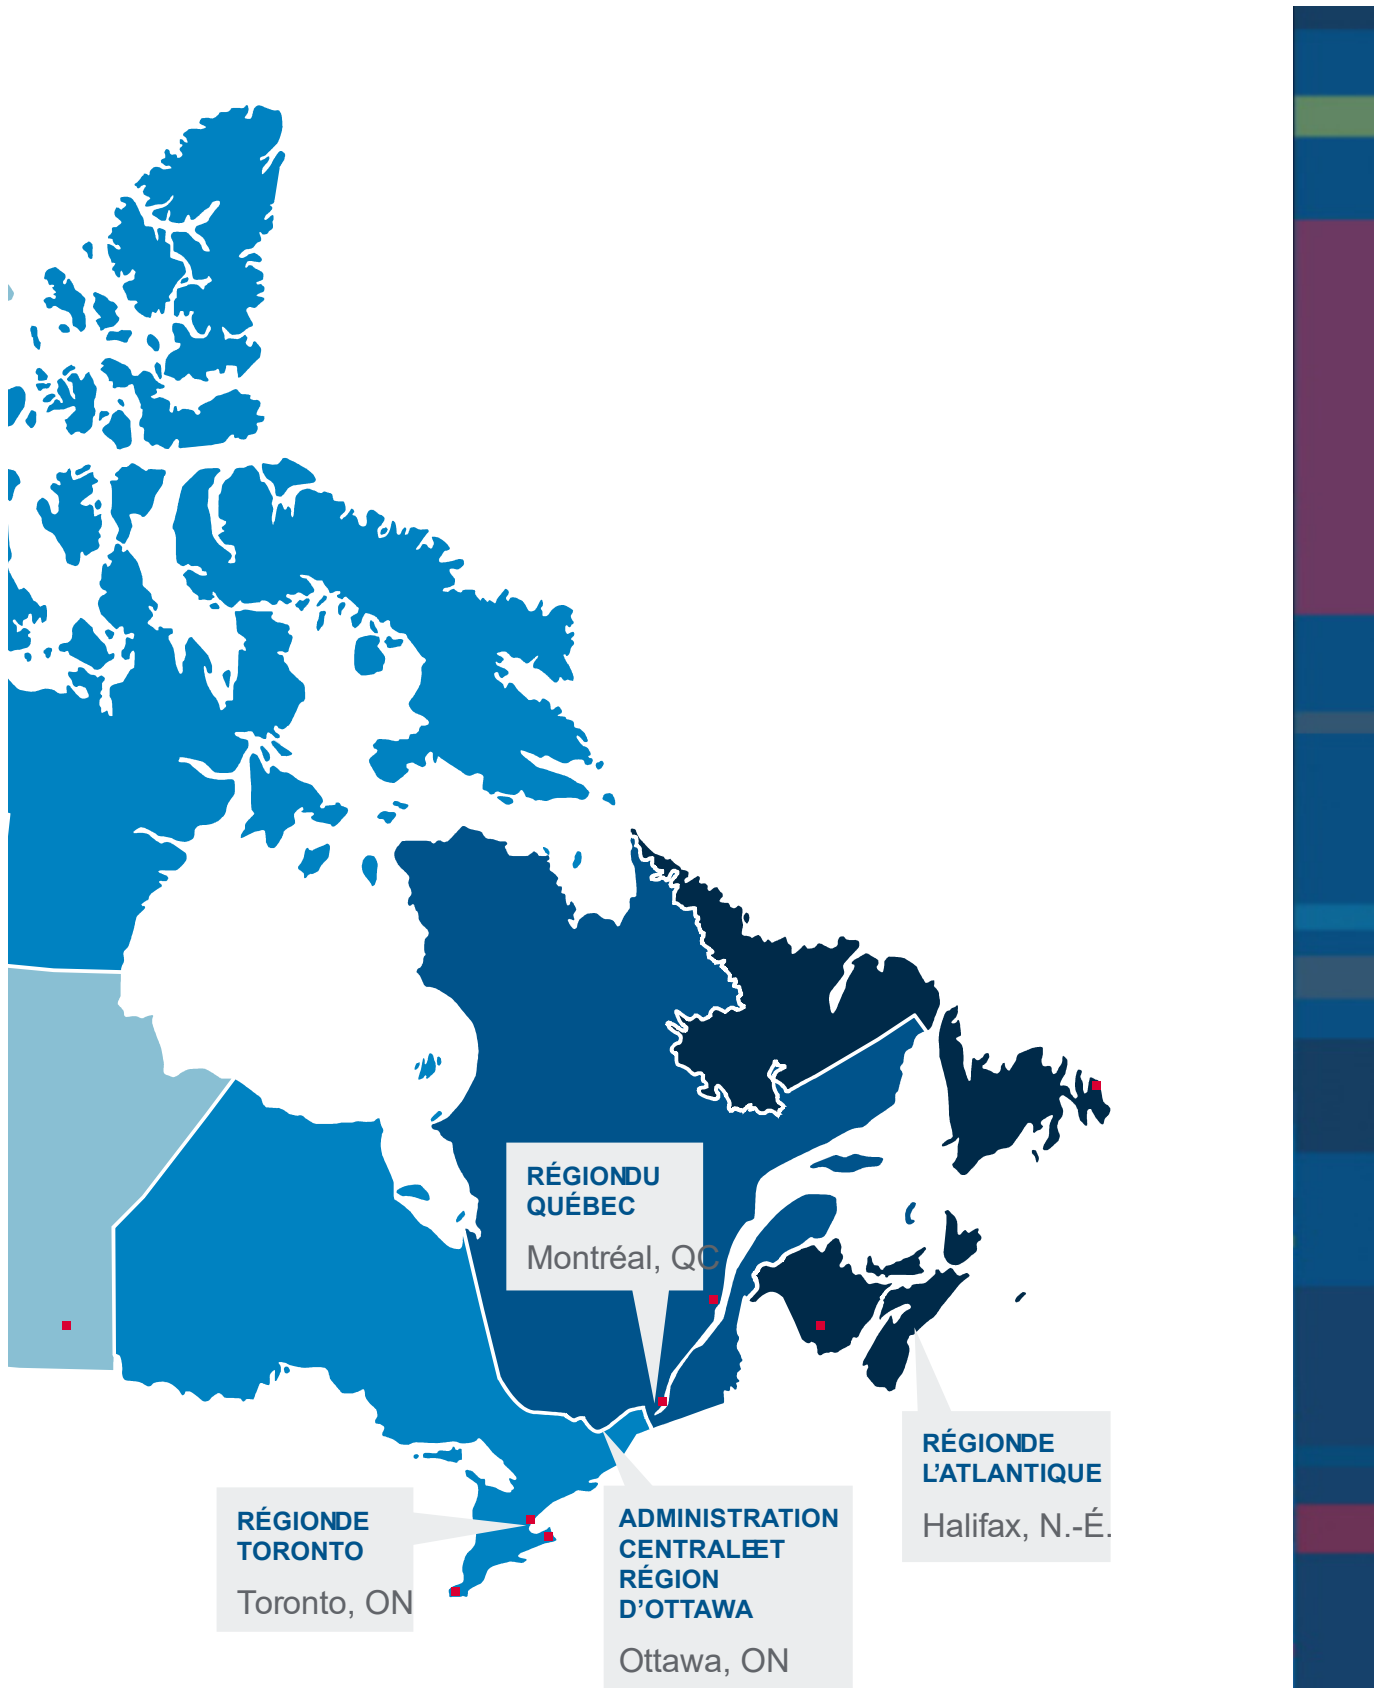 RÉGIONDU
QUÉBEC
Montréal, QC
RÉGIONDE
L’ATLANTIQUE
Halifax, N.-É.
RÉGIONDE
TORONTO
Toronto, ON
ADMINISTRATION
CENTRALEET
RÉGION
D’OTTAWA
Ottawa, ON